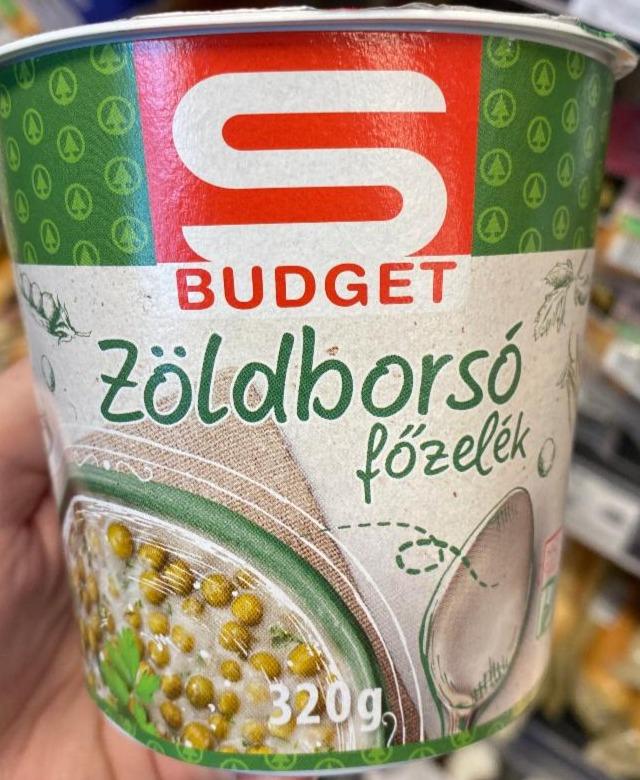 S
BUDGET
Zöldborsó
főzelék
320g